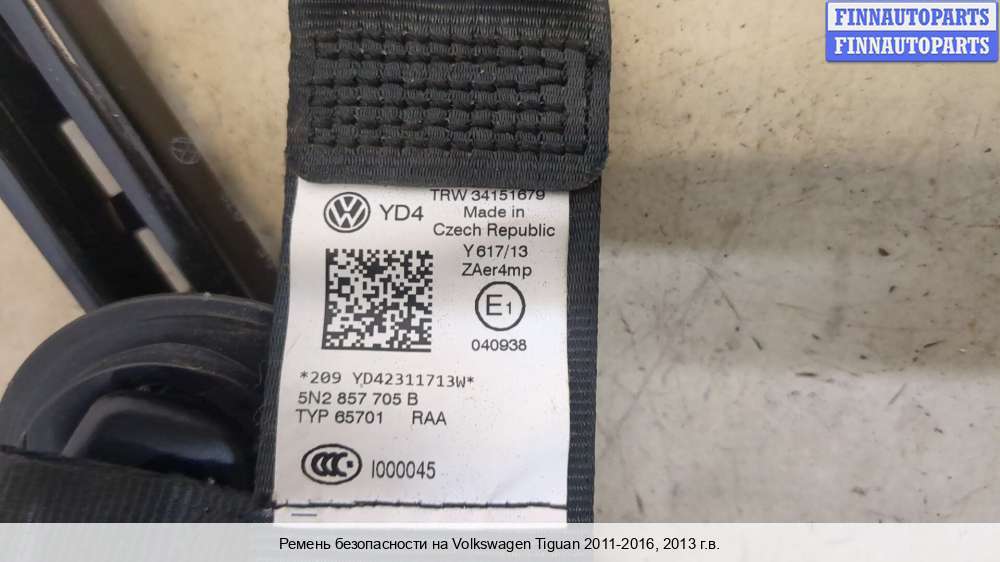 FINNAUTOPARTS
FINNAUTOPARTS
TRW 34151679
YD4
Made in
Czech Republic
Y 617/13
ZAer4mp
E1
040938
*209 YD42311713W*
5N2 857 705 B
TYP 65701 RAA
CCC I000045
Ремень безопасности на Volkswagen Tiguan 2011-2016, 2013 г.в.